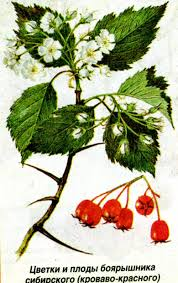 Цветки и плоды боярышника
сибирского (кроваво-красного)